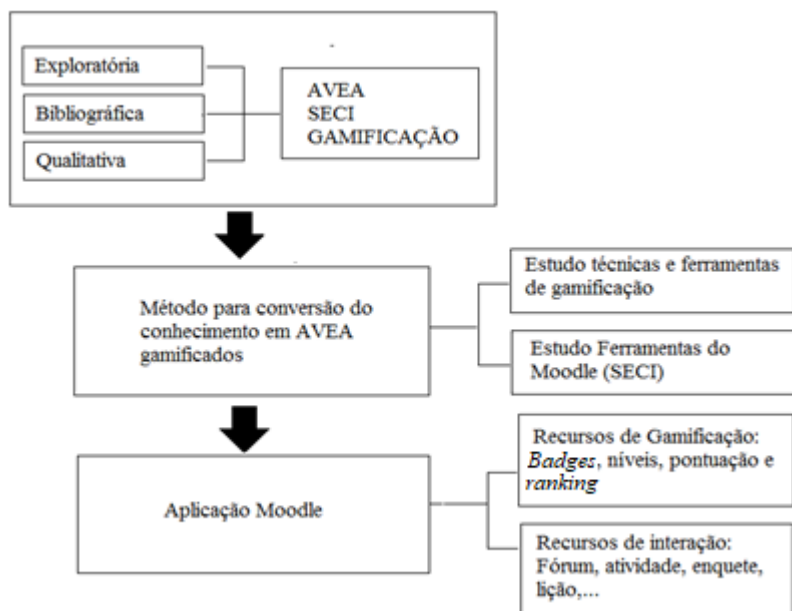 Exploratória
Bibliográfica
Qualitativa
AVEA
SECI
GAMIFICAÇÃO
Método para conversão do
conhecimento em AVEA
gamificados
Estudo técnicas e ferramentas
de gamificação
Estudo Ferramentas do
Moodle (SECI)
Aplicação Moodle
Recursos de Gamificação:
Badges, níveis, pontuação e
ranking
Recursos de interação:
Fórum, atividade, enquete,
lição,...